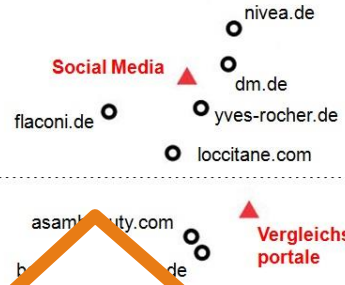 nivea.de
Social Media
dm.de
flaconi.de
yves-rocher.de
loccitane.com
Vergleichs
portale